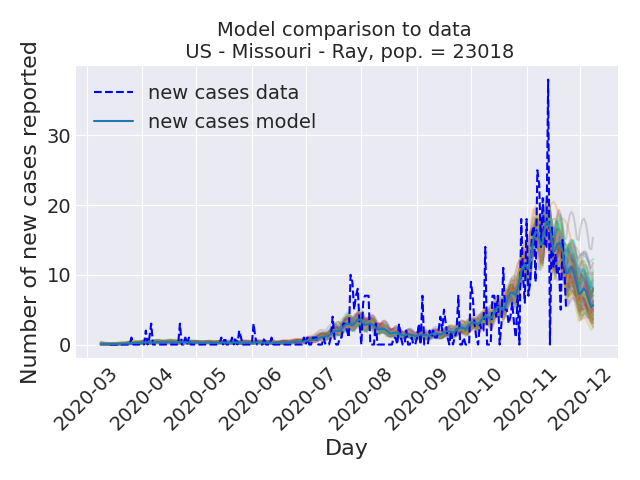 Model comparison to data
US - Missouri - Ray, pop. = 23018
Number of new cases reported
new cases data
new cases model
30
20
10
0
2020-03
2020-04
2020-05
2020-06
2020-07
2020-08
2020-09
2020-10
2020-11
2020-12
Day